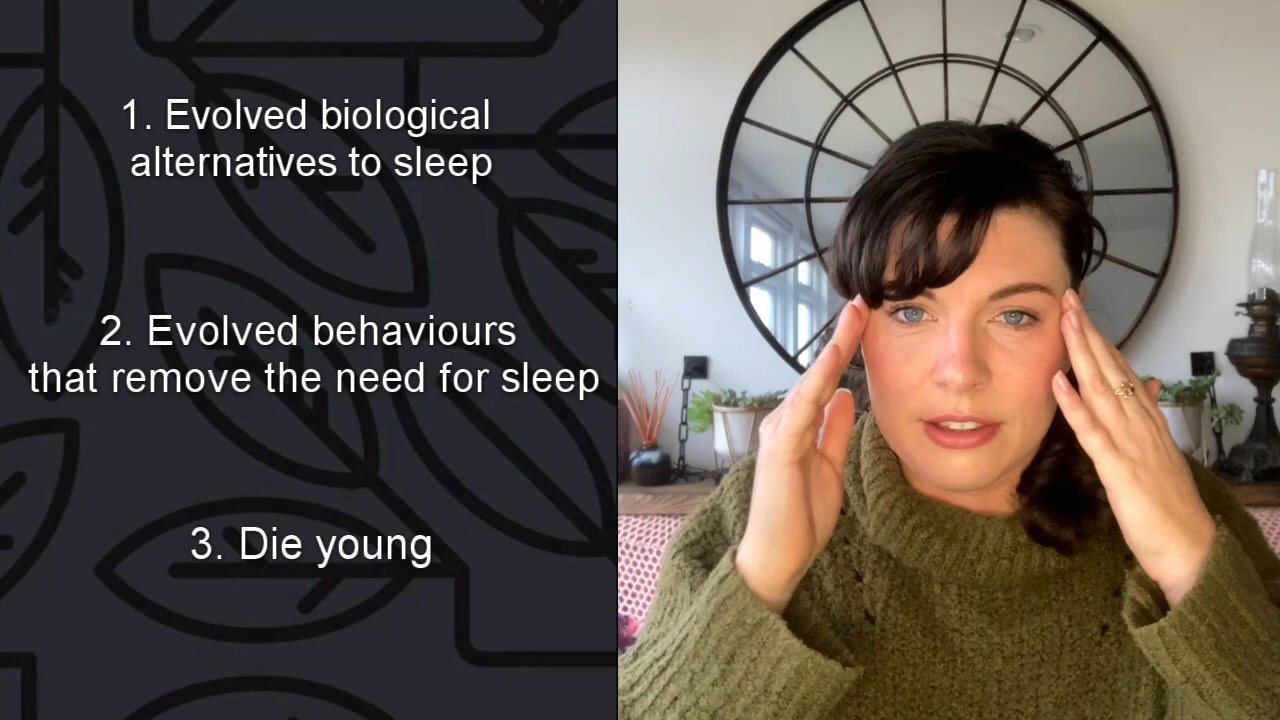 1. Evolved biological
alternatives to sleep
2. Evolved behaviours
that remove the need for sleep
3. Die young